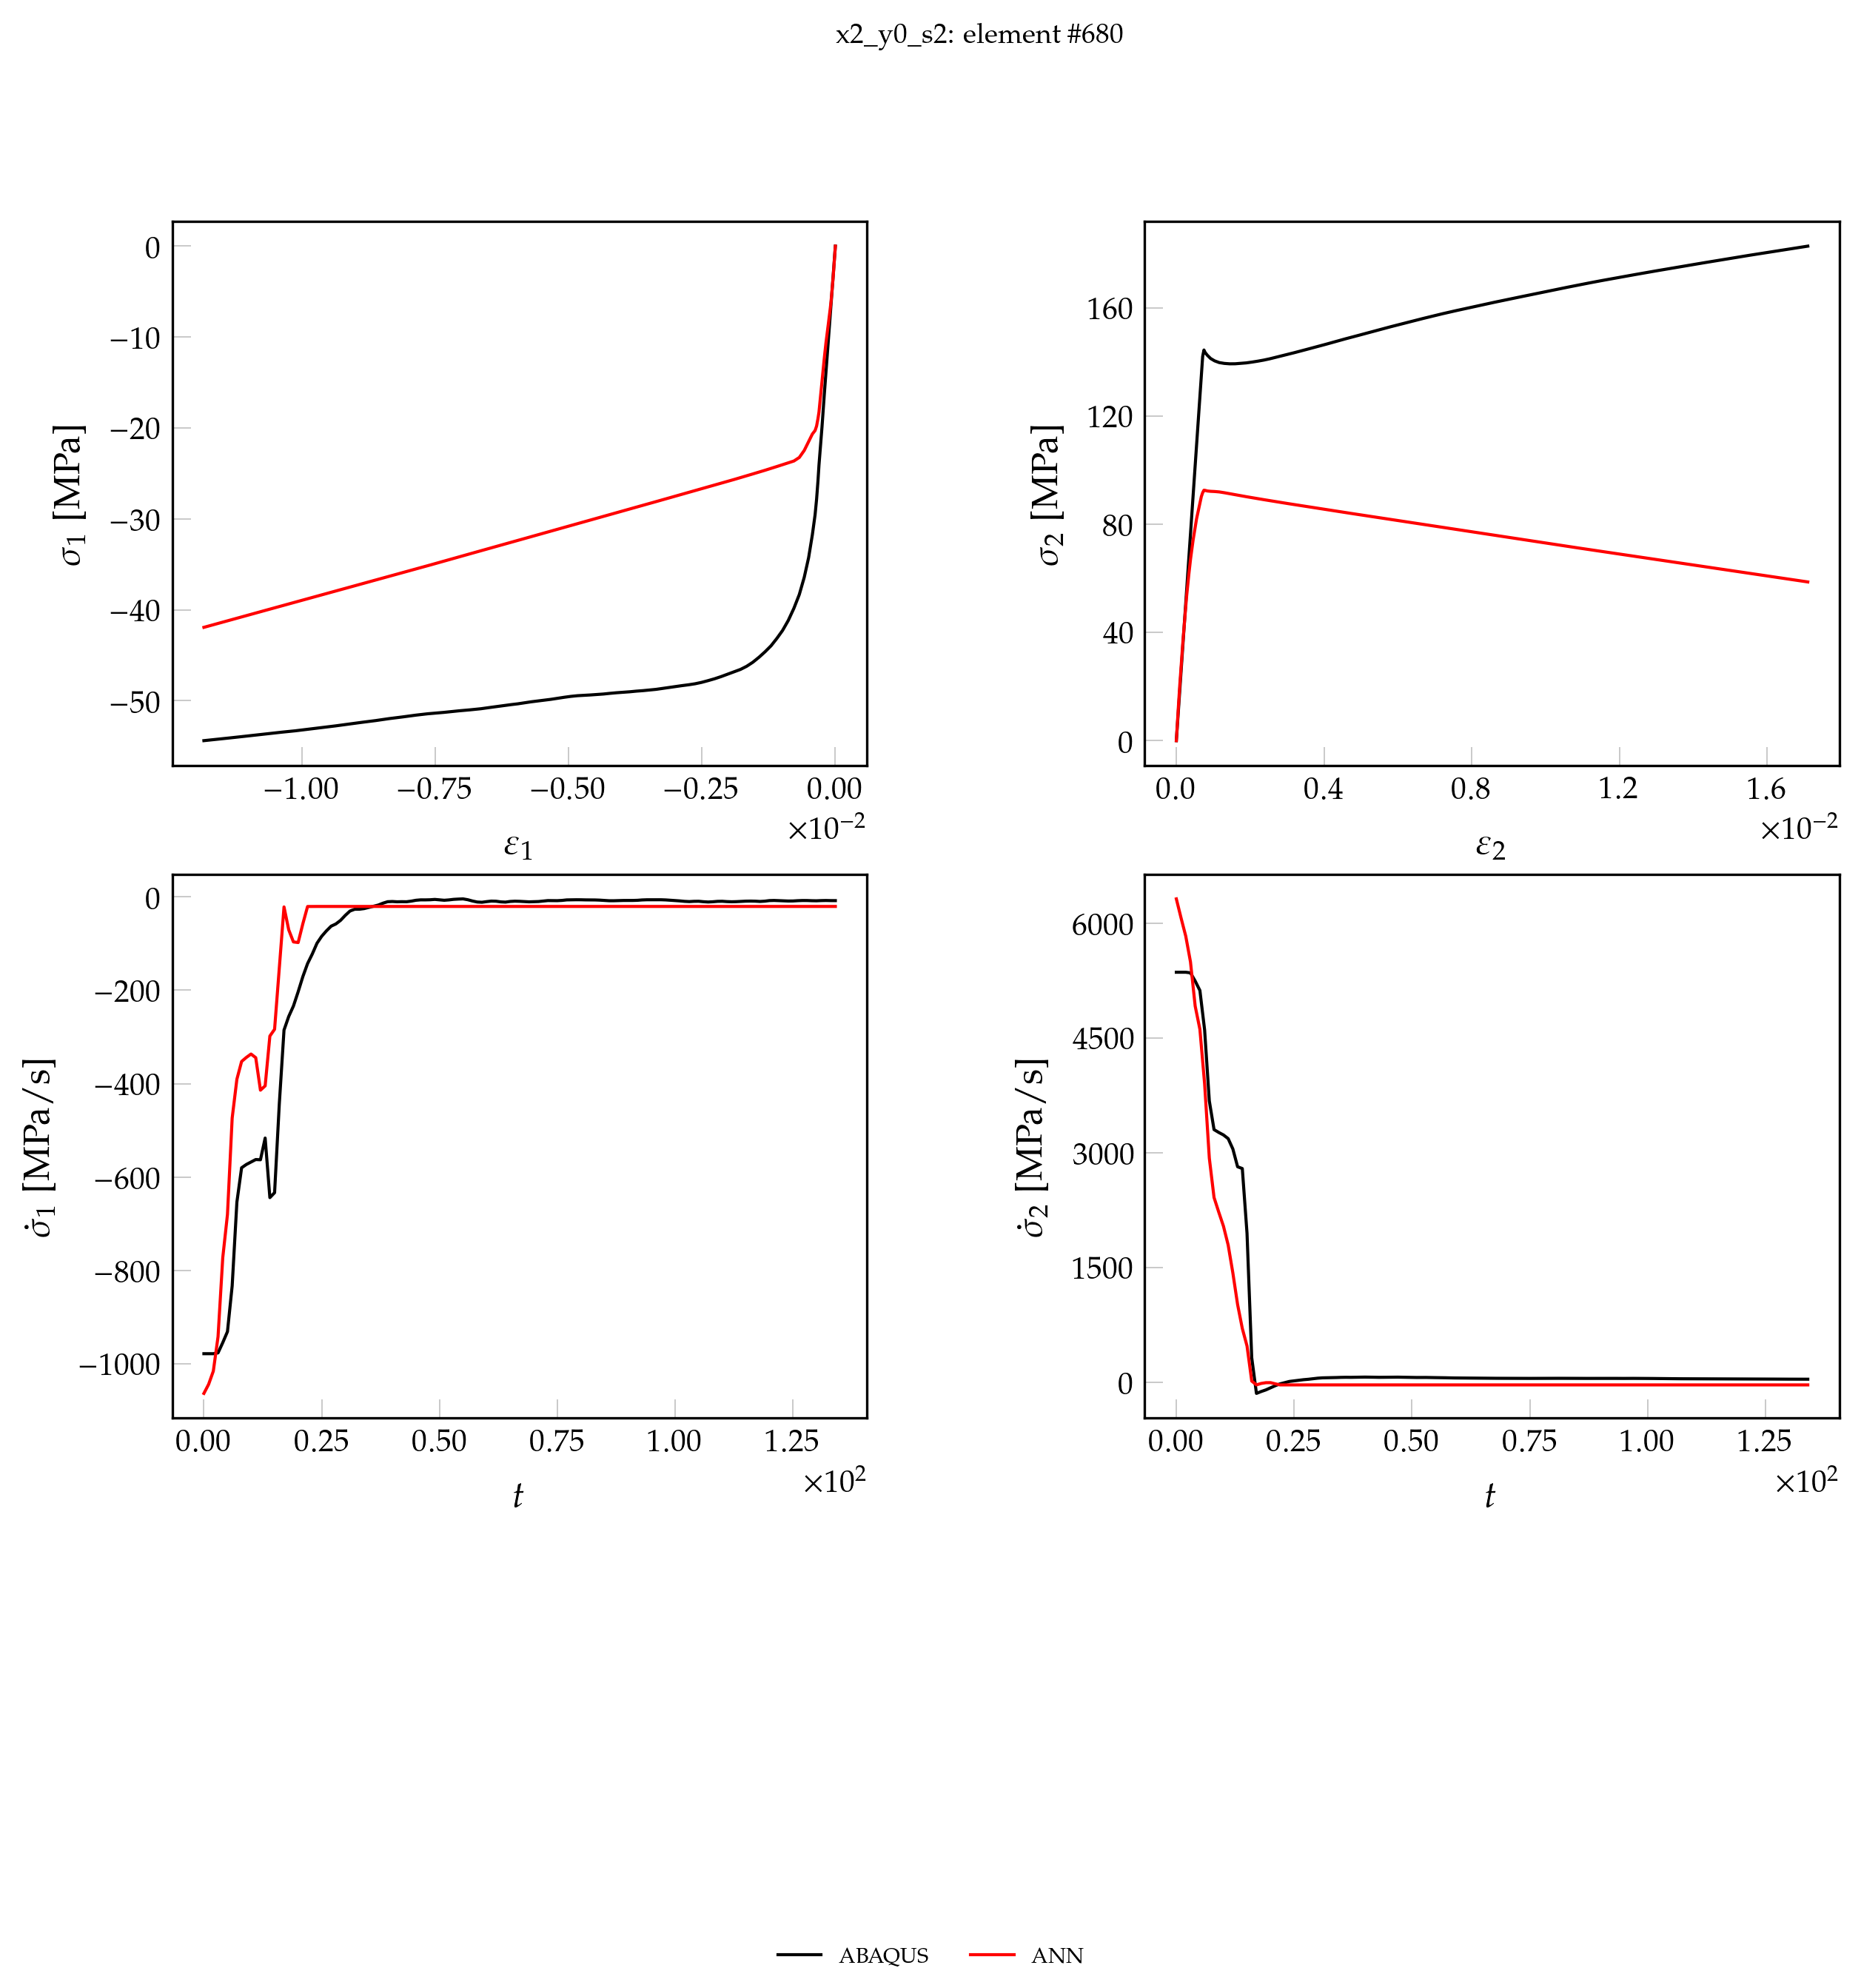 x2_y0_s2: element #680
0
−10
−20
−30
−40
−50
σ1 [MPa]
−1.00 −0.75 −0.50 −0.25 0.00
×10−2
ε1
160
120
80
40
0
σ2 [MPa]
0.0 0.4 0.8 1.2 1.6
×10−2
ε2
0
−200
−400
−600
−800
−1000
σ̇1 [MPa/s]
0.00 0.25 0.50 0.75 1.00 1.25
×102
t
6000
4500
3000
1500
0
σ̇2 [MPa/s]
0.00 0.25 0.50 0.75 1.00 1.25
×102
t
ABAQUS ANN